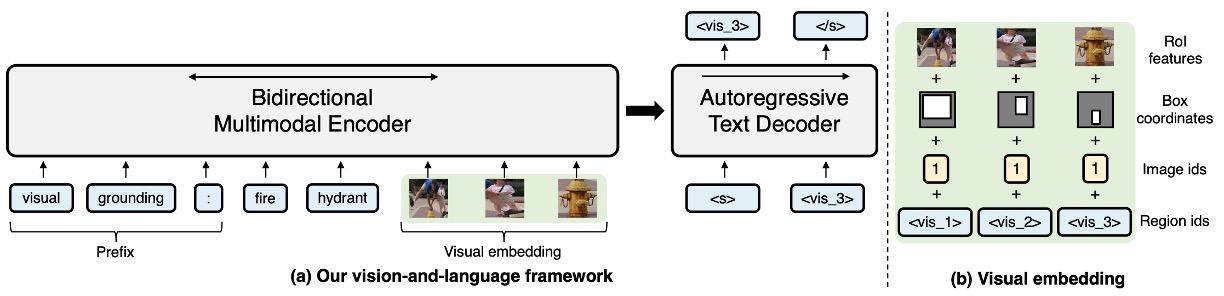 <vis_3> </s>
Bidirectional
Multimodal Encoder
Autoregressive
Text Decoder
visual grounding : fire hydrant
<s> <vis_3>
Prefix
Visual embedding
(a) Our vision-and-language framework
RoI
features
+ + +
Box
coordinates
+ + +
1 1 1
Image ids
+ + +
<vis_1> <vis_2> <vis_3>
Region ids
(b) Visual embedding